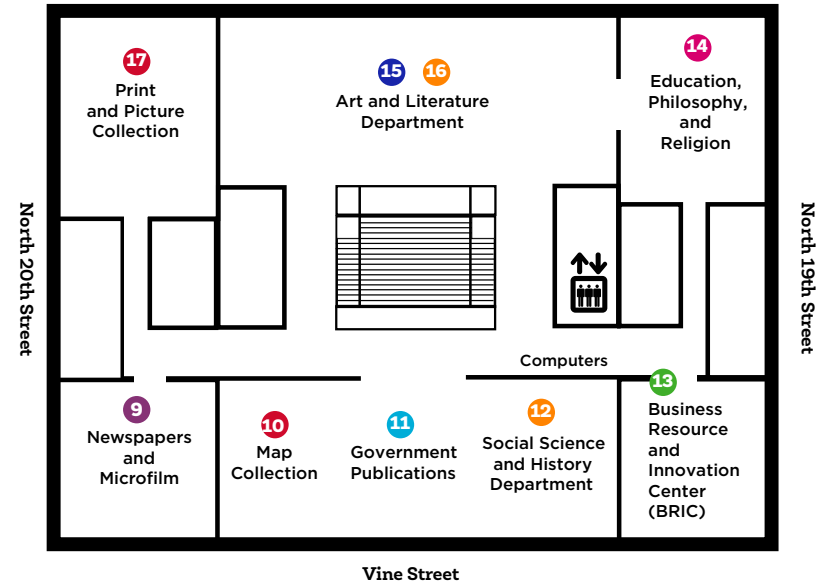 17
Print
and Picture
Collection
15 16
Art and Literature
Department
14
Education,
Philosophy,
and
Religion
North 20th Street
North 19th Street
Computers
9
Newspapers
and
Microfilm
10
Map
Collection
11
Government
Publications
12
Social Science
and History
Department
13
Business
Resource
and
Innovation
Center
(BRIC)
Vine Street